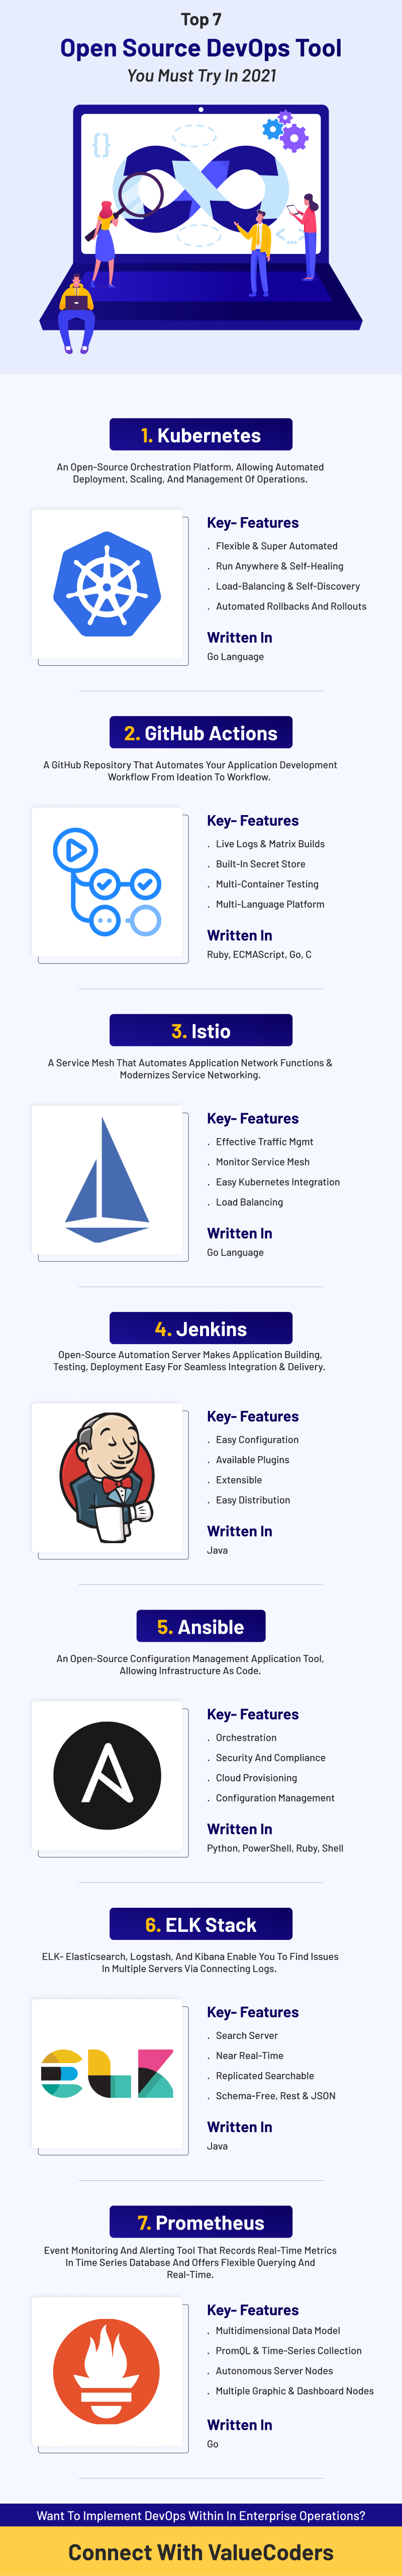 Top 7
Open Source DevOps Tool
You Must Try In 2021
{}
<...>
1. Kubernetes
An Open-Source Orchestration Platform, Allowing Automated
Deployment, Scaling, And Management Of Operations.
Key- Features
. Flexible & Super Automated
. Run Anywhere & Self-Healing
. Load-Balancing & Self-Discovery
. Automated Rollbacks And Rollouts
Written In
Go Language
2. GitHub Actions
A GitHub Repository That Automates Your Application Development
Workflow From Ideation To Workflow.
Key- Features
. Live Logs & Matrix Builds
. Built-In Secret Store
. Multi-Container Testing
. Multi-Language Platform
Written In
Ruby, ECMAScript, Go, C
3. Istio
A Service Mesh That Automates Application Network Functions &
Modernizes Service Networking.
Key- Features
. Effective Traffic Mgmt
. Monitor Service Mesh
. Easy Kubernetes Integration
. Load Balancing
Written In
Go Language
4. Jenkins
Open-Source Automation Server Makes Application Building,
Testing, Deployment Easy For Seamless Integration & Delivery.
Key- Features
. Easy Configuration
. Available Plugins
. Extensible
. Easy Distribution
Written In
Java
5. Ansible
An Open-Source Configuration Management Application Tool,
Allowing Infrastructure As Code.
Key- Features
. Orchestration
. Security And Compliance
. Cloud Provisioning
. Configuration Management
Written In
Python, PowerShell, Ruby, Shell
6. ELK Stack
ELK- Elasticsearch, Logstash, And Kibana Enable You To Find Issues
In Multiple Servers Via Connecting Logs.
ELK
Key- Features
. Search Server
. Near Real-Time
. Replicated Searchable
. Schema-Free, Rest & JSON
Written In
Java
7. Prometheus
Event Monitoring And Alerting Tool That Records Real-Time Metrics
In Time Series Database And Offers Flexible Querying And
Real-Time.
Key- Features
. Multidimensional Data Model
. PromQL & Time-Series Collection
. Autonomous Server Nodes
. Multiple Graphic & Dashboard Nodes
Written In
Go
Want To Implement DevOps Within In Enterprise Operations?
Connect With ValueCoders